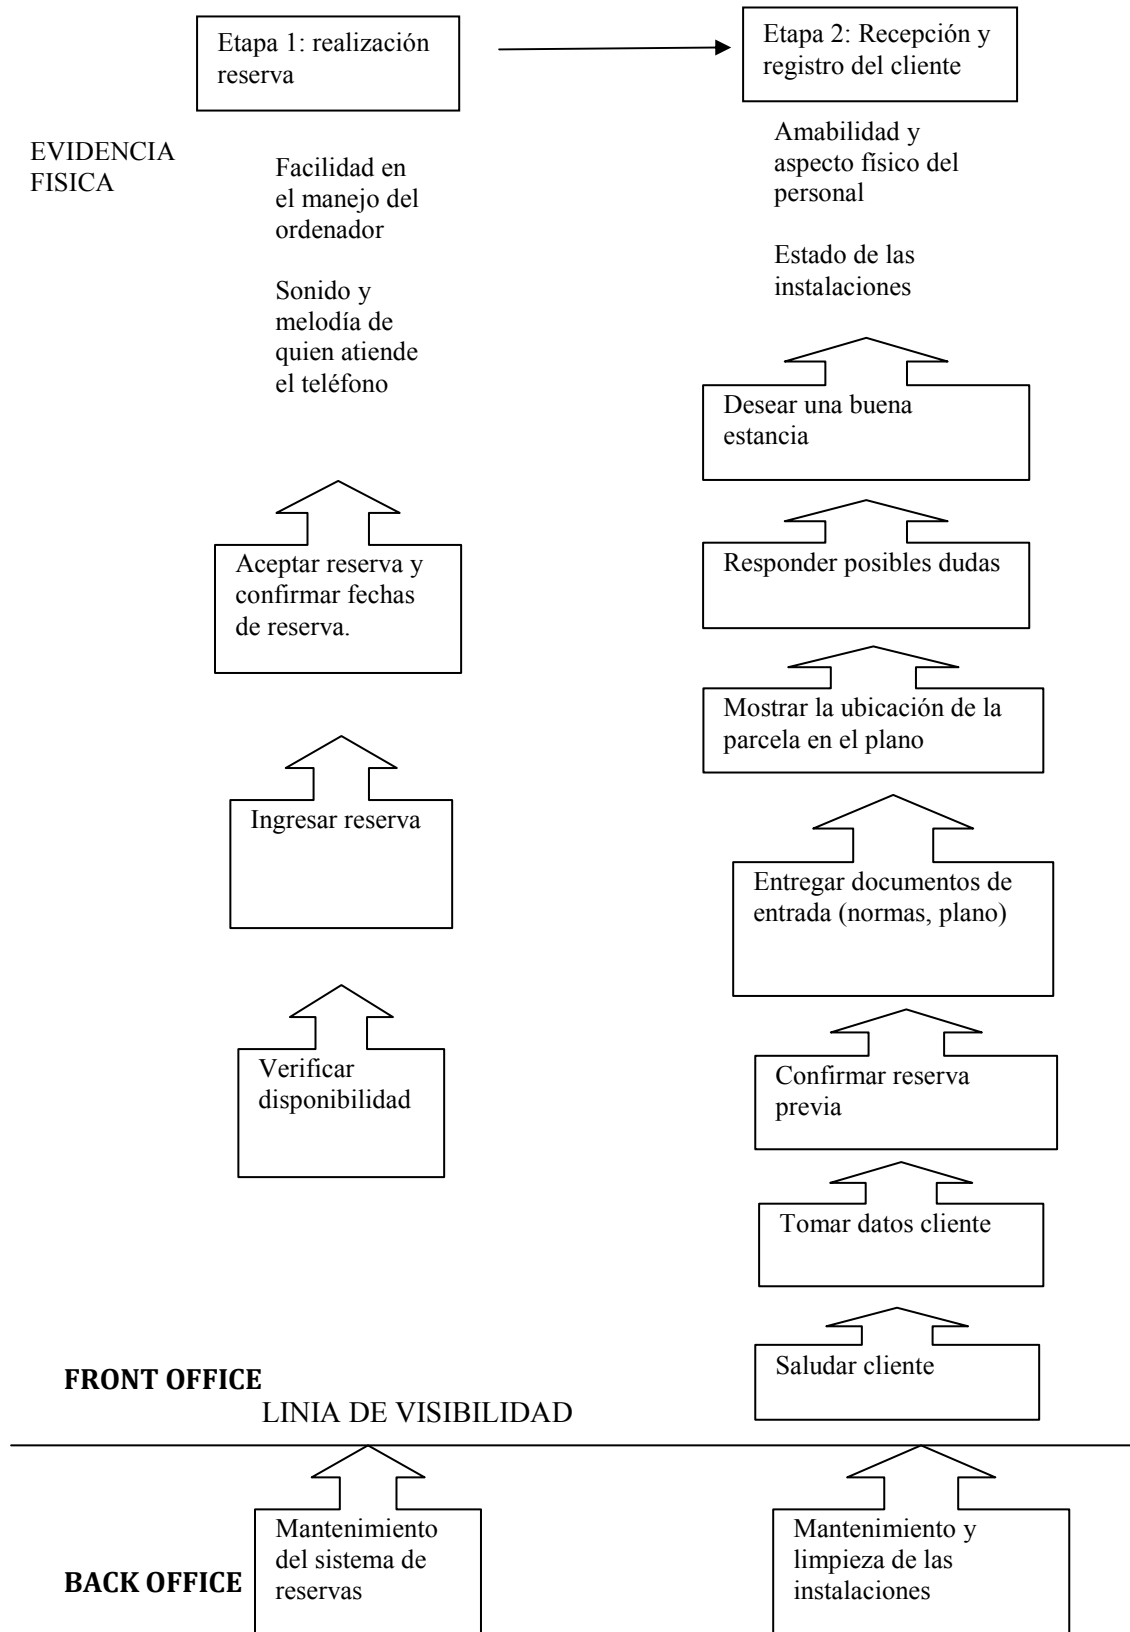 Etapa 1: realización
reserva
Etapa 2: Recepción y
registro del cliente
EVIDENCIA
FISICA
Facilidad en
el manejo del
ordenador
Sonido y
melodía de
quien atiende
el teléfono
Amabilidad y
aspecto físico del
personal
Estado de las
instalaciones
Desear una buena
estancia
Aceptar reserva y
confirmar fechas
de reserva.
Responder posibles dudas
Mostrar la ubicación de la
parcela en el plano
Ingresar reserva
Entregar documentos de
entrada (normas, plano)
Verificar
disponibilidad
Confirmar reserva
previa
Tomar datos cliente
Saludar cliente
FRONT OFFICE
LINIA DE VISIBILIDAD
Mantenimiento
del sistema de
reservas
Mantenimiento y
limpieza de las
instalaciones
BACK OFFICE